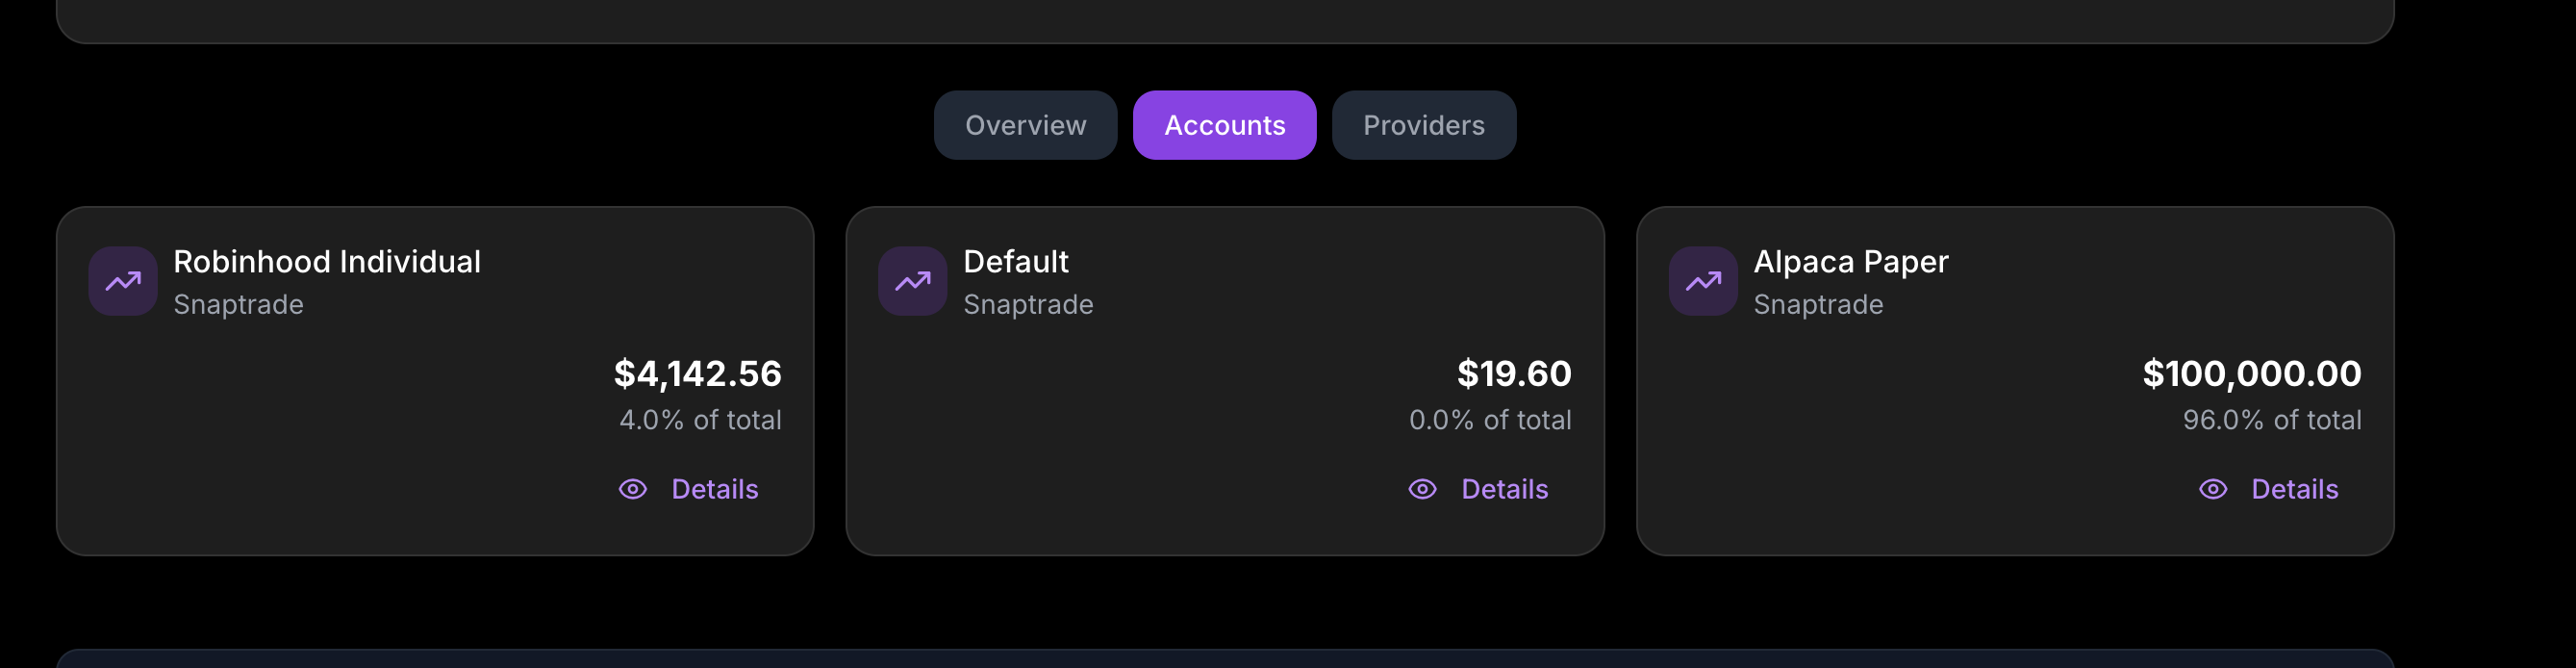 Overview
Accounts
Providers
Robinhood Individual
Snaptrade
$4,142.56
4.0% of total
Details
Default
Snaptrade
$19.60
0.0% of total
Details
Alpaca Paper
Snaptrade
$100,000.00
96.0% of total
Details